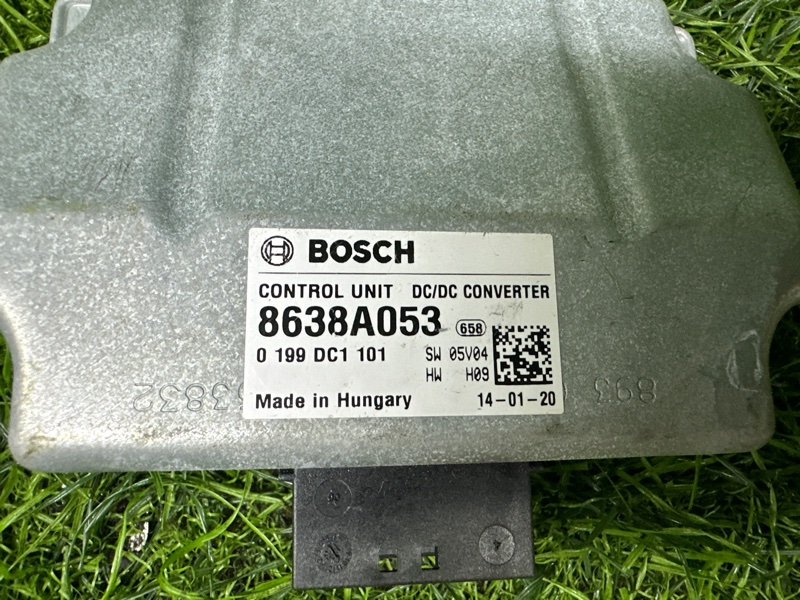 BOSCH
CONTROL UNIT DC/DC CONVERTER
8638A053 658
0 199 DC1 101 SW 05V04
HW H09
Made in Hungary 14-01-20